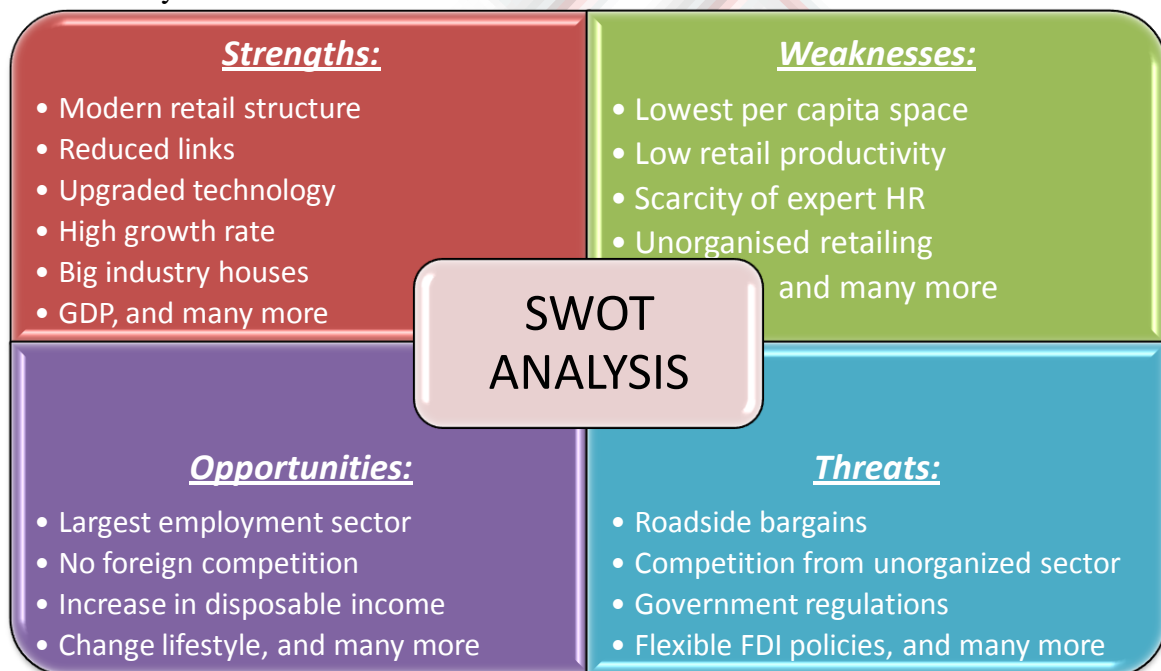 Strengths:
• Modern retail structure
• Reduced links
• Upgraded technology
• High growth rate
• Big industry houses
• GDP, and many more
Weaknesses:
• Lowest per capita space
• Low retail productivity
• Scarcity of expert HR
• Unorganised retailing
and many more
SWOT
ANALYSIS
Opportunities:
• Largest employment sector
• No foreign competition
• Increase in disposable income
• Change lifestyle, and many more
Threats:
• Roadside bargains
• Competition from unorganized sector
• Government regulations
• Flexible FDI policies, and many more